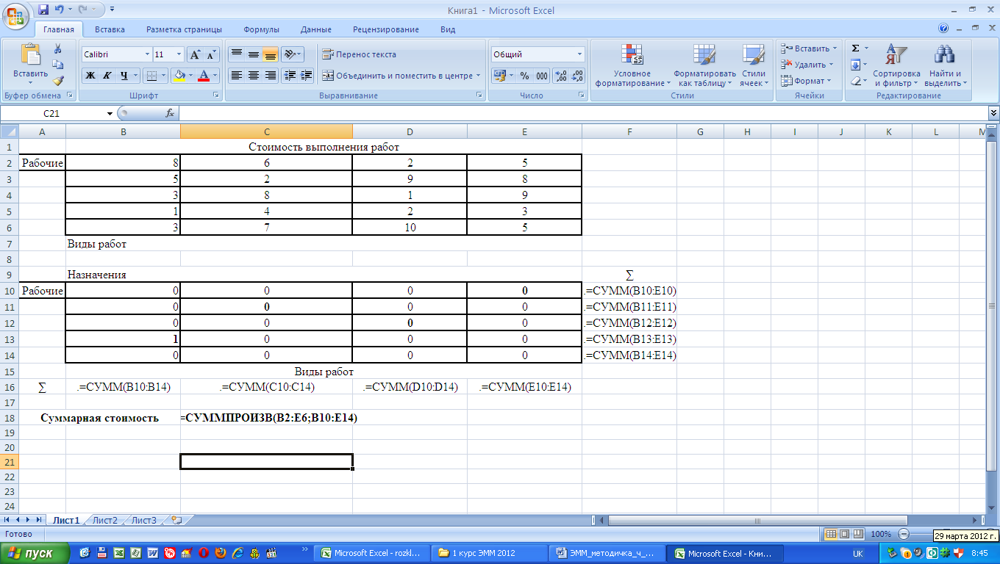 Книга1 - Microsoft Excel
Главная Вставка Разметка страницы Формулы Данные Рецензирование Вид
Вставить
Calibri 11
Ж К Ч
Перенос текста
Объединить и поместить в центре
Общий
% 000
Условное форматирование
Форматировать как таблицу
Стили ячеек
Вставить
Удалить
Формат
Σ
Сортировка и фильтр
Найти и выделить
Буфер обмена Шрифт Выравнивание Число Стили Ячейки Редактирование
C21 fx
A B C D E F G H I J K L M
1 Стоимость выполнения работ
2 Рабочие 8 6 2 5
3 5 2 9 8
4 3 8 1 9
5 1 4 2 3
6 3 7 10 5
7 Виды работ
8
9 Назначения ∑
10 Рабочие 0 0 0 0 .=СУММ(B10:E10)
11 0 0 0 0 .=СУММ(B11:E11)
12 0 0 0 0 .=СУММ(B12:E12)
13 1 0 0 0 .=СУММ(B13:E13)
14 0 0 0 0 .=СУММ(B14:E14)
15 Виды работ
16 ∑ .=СУММ(B10:B14) .=СУММ(C10:C14) .=СУММ(D10:D14) .=СУММ(E10:E14)
17
18 Суммарная стоимость =СУММПРОИЗВ(B2:E6;B10:E14)
19
20
21
22
23
24
Лист1 Лист2 Лист3
Готово 100%
29 марта 2012 г.
пуск Microsoft Excel - rozkl... 1 курс ЭММ 2012 ЭММ_методичка_ч_... Microsoft Excel - Кни... UK 8:45